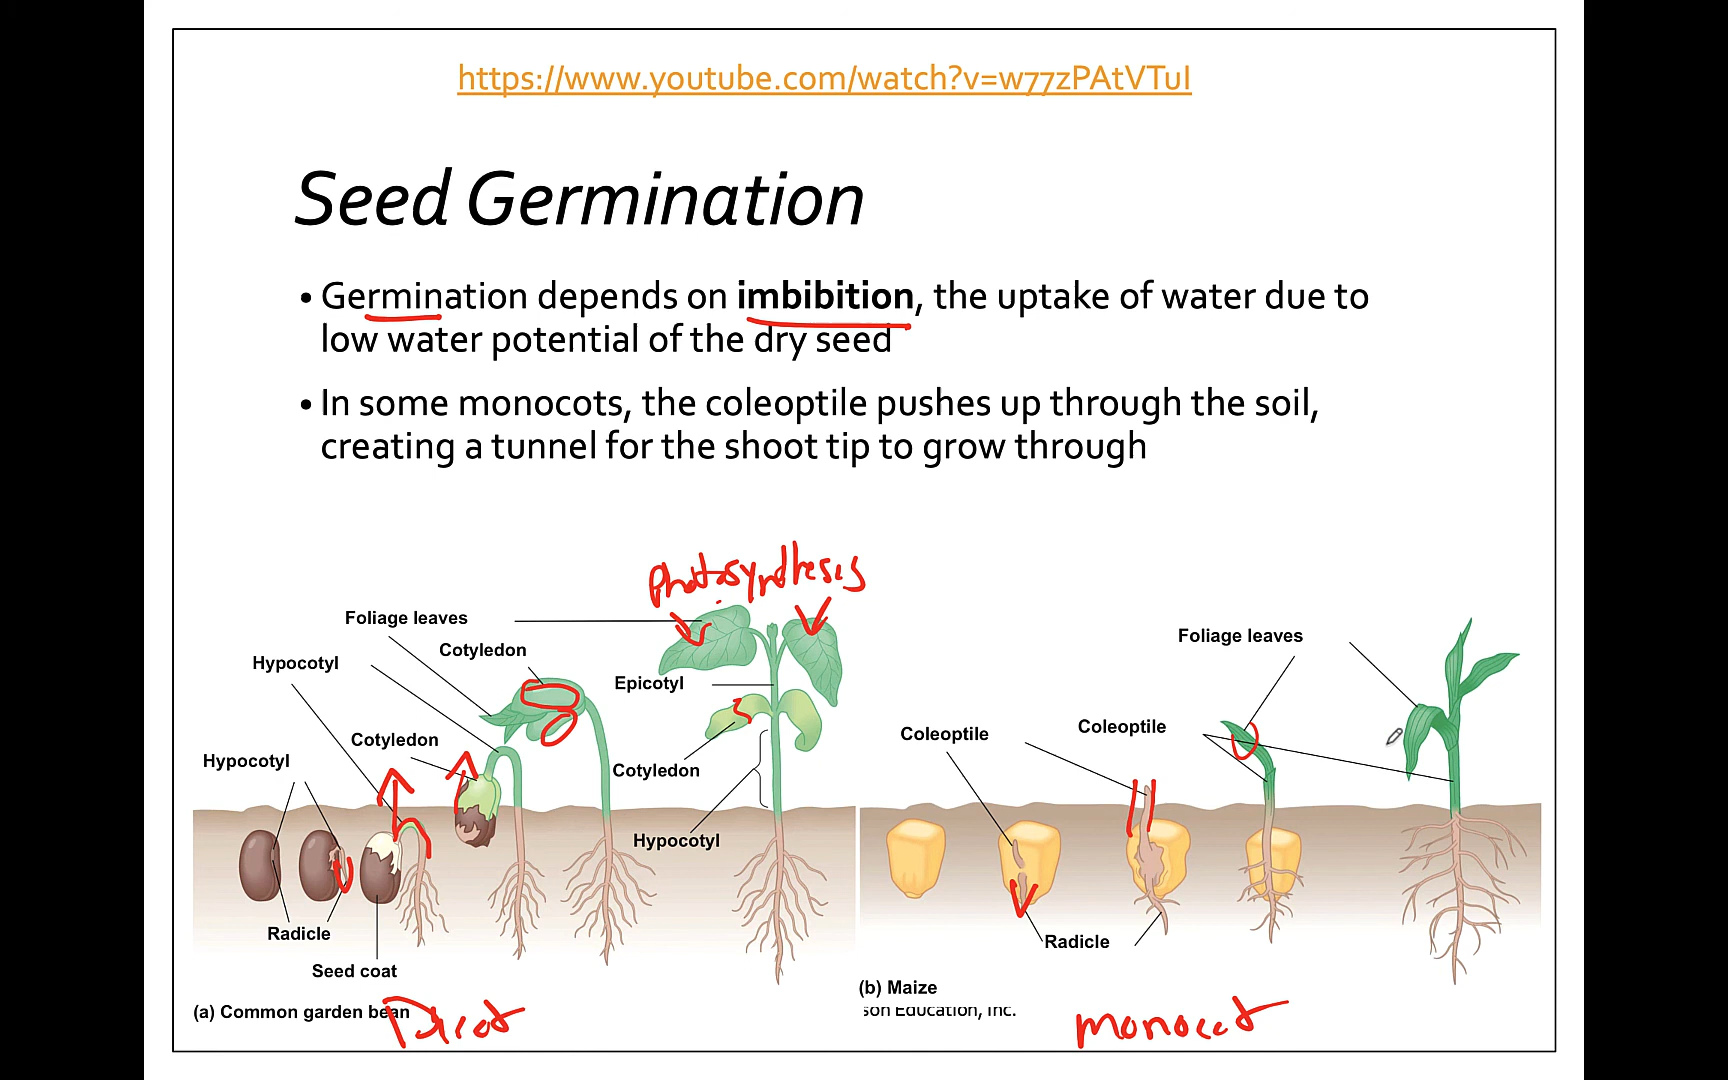 https://www.youtube.com/watch?v=w77zPAtVTuI
Seed Germination
• Germination depends on imbibition, the uptake of water due to
low water potential of the dry seed
• In some monocots, the coleoptile pushes up through the soil,
creating a tunnel for the shoot tip to grow through
Photosynthesis
Foliage leaves
Cotyledon
Hypocotyl
Epicotyl
Cotyledon
Hypocotyl
Cotyledon
Hypocotyl
Radicle
Seed coat
(a) Common garden bean
Dicot
Foliage leaves
Coleoptile
Coleoptile
Radicle
(b) Maize
son Education, Inc.
monocot